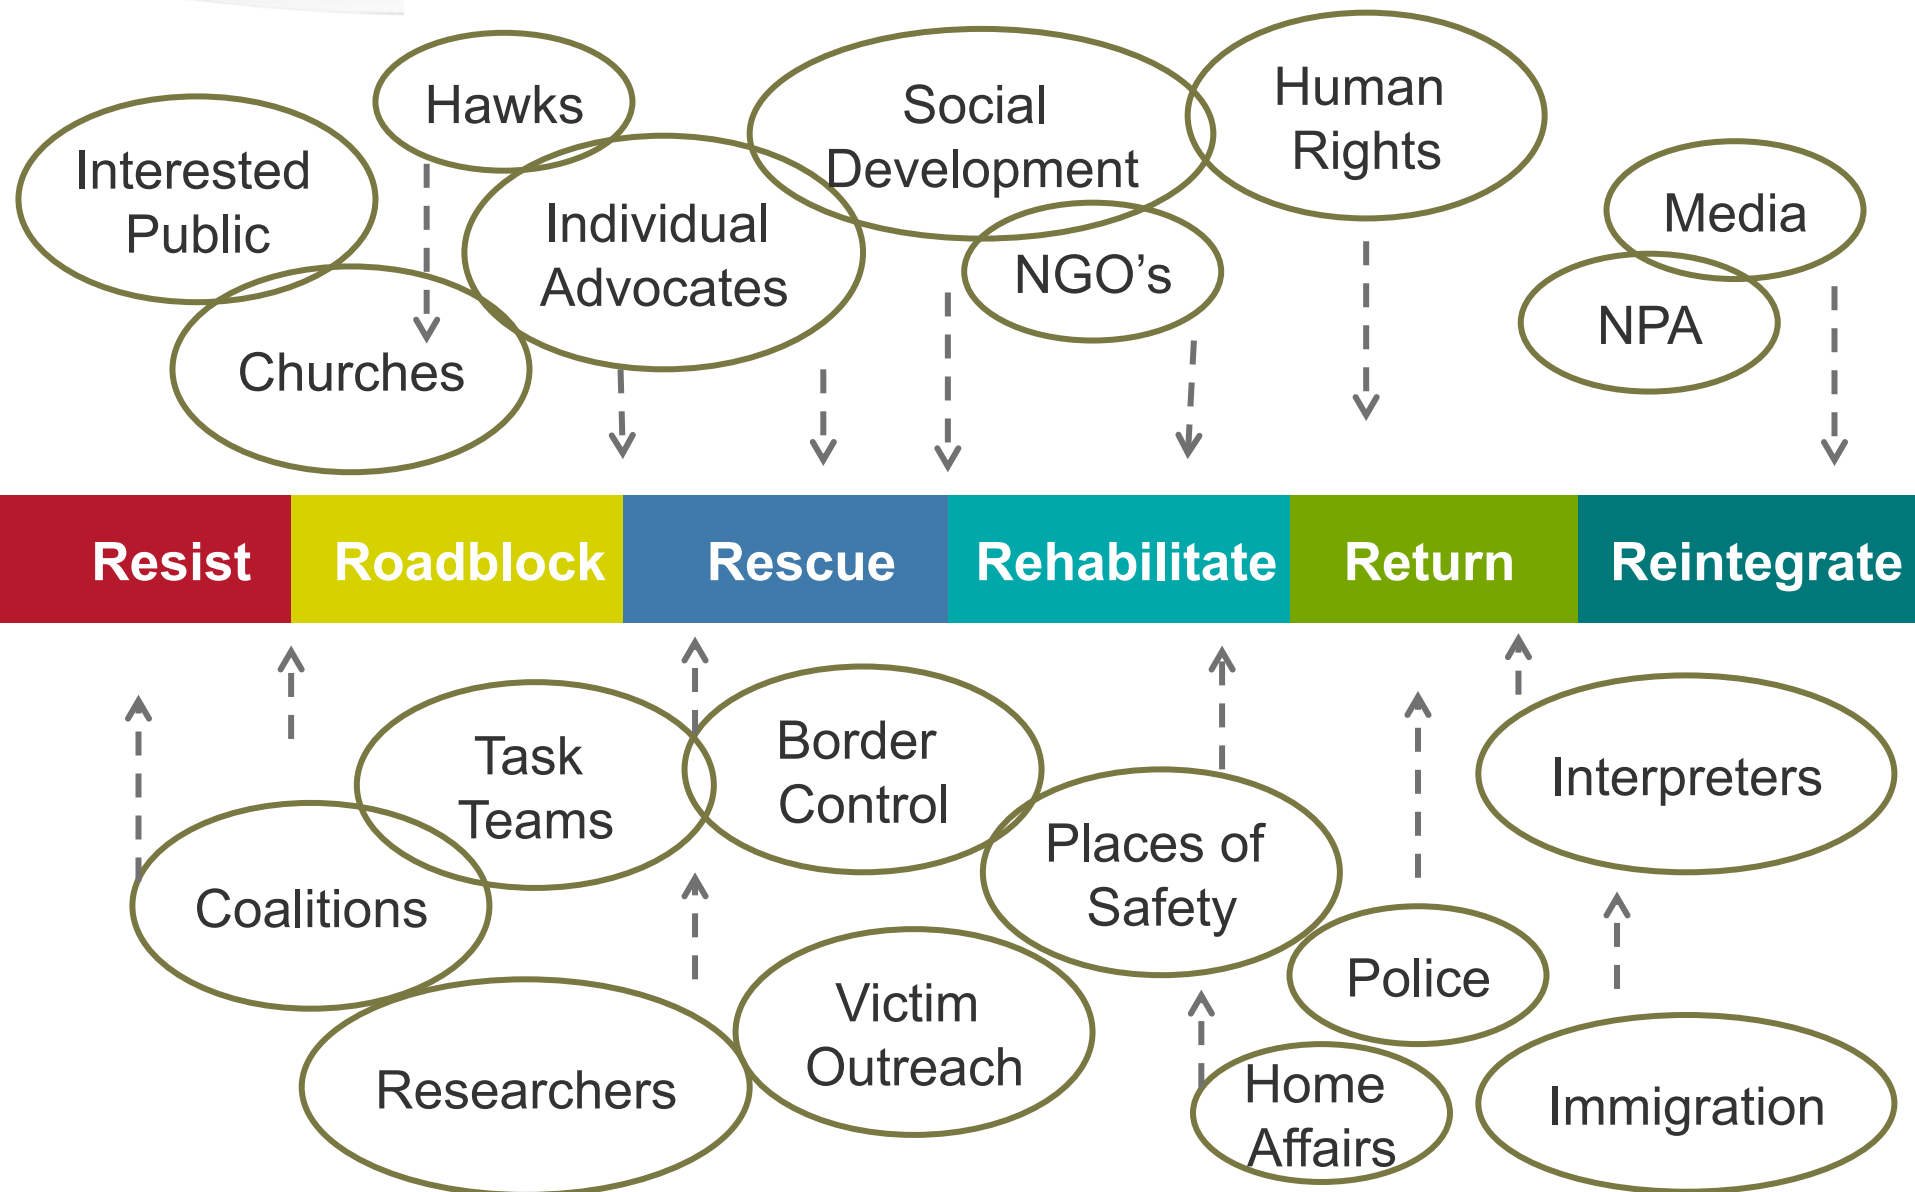 Hawks
Interested
Public
Individual
Advocates
Churches
Social
Development
NGO’s
Human
Rights
Media
NPA
Resist
Roadblock
Rescue
Rehabilitate
Return
Reintegrate
Task
Teams
Coalitions
Researchers
Border
Control
Victim
Outreach
Places of
Safety
Police
Home
Affairs
Interpreters
Immigration